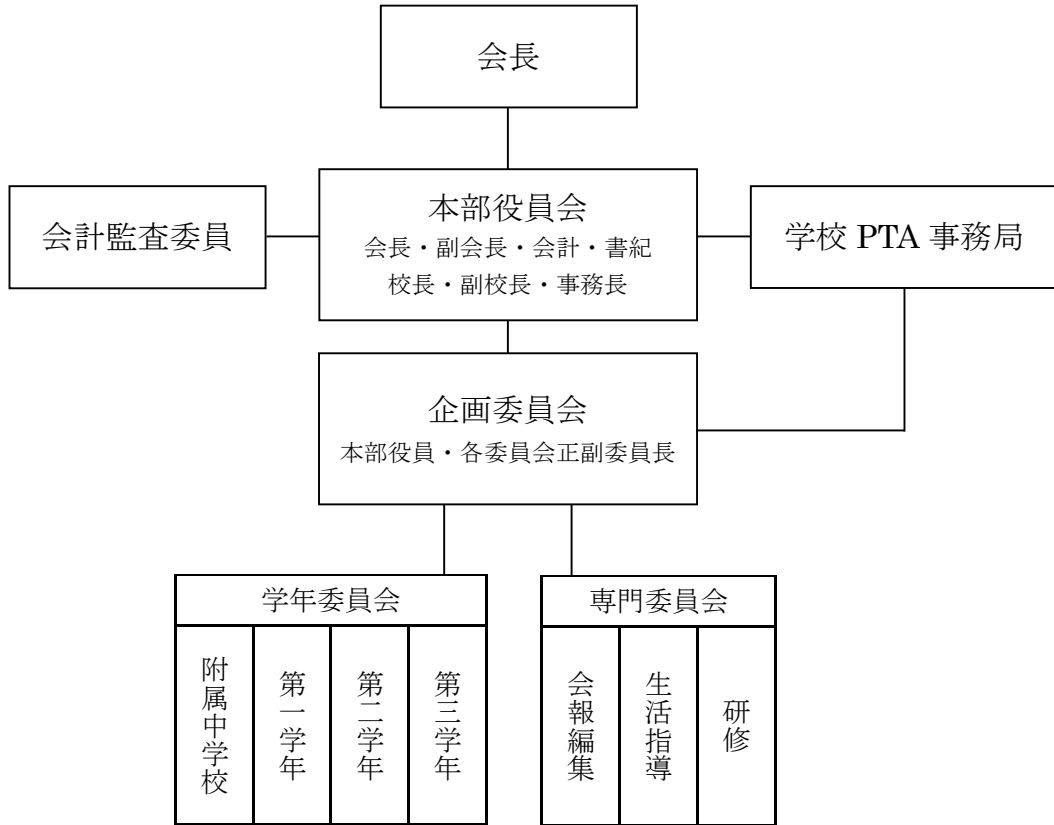 会長
会計監査委員
本部役員会
会長・副会長・会計・書紀
校長・副校長・事務長
学校 PTA 事務局
企画委員会
本部役員・各委員会正副委員長
学年委員会
附属中学校
第一学年
第二学年
第三学年
専門委員会
会報編集
生活指導
研修